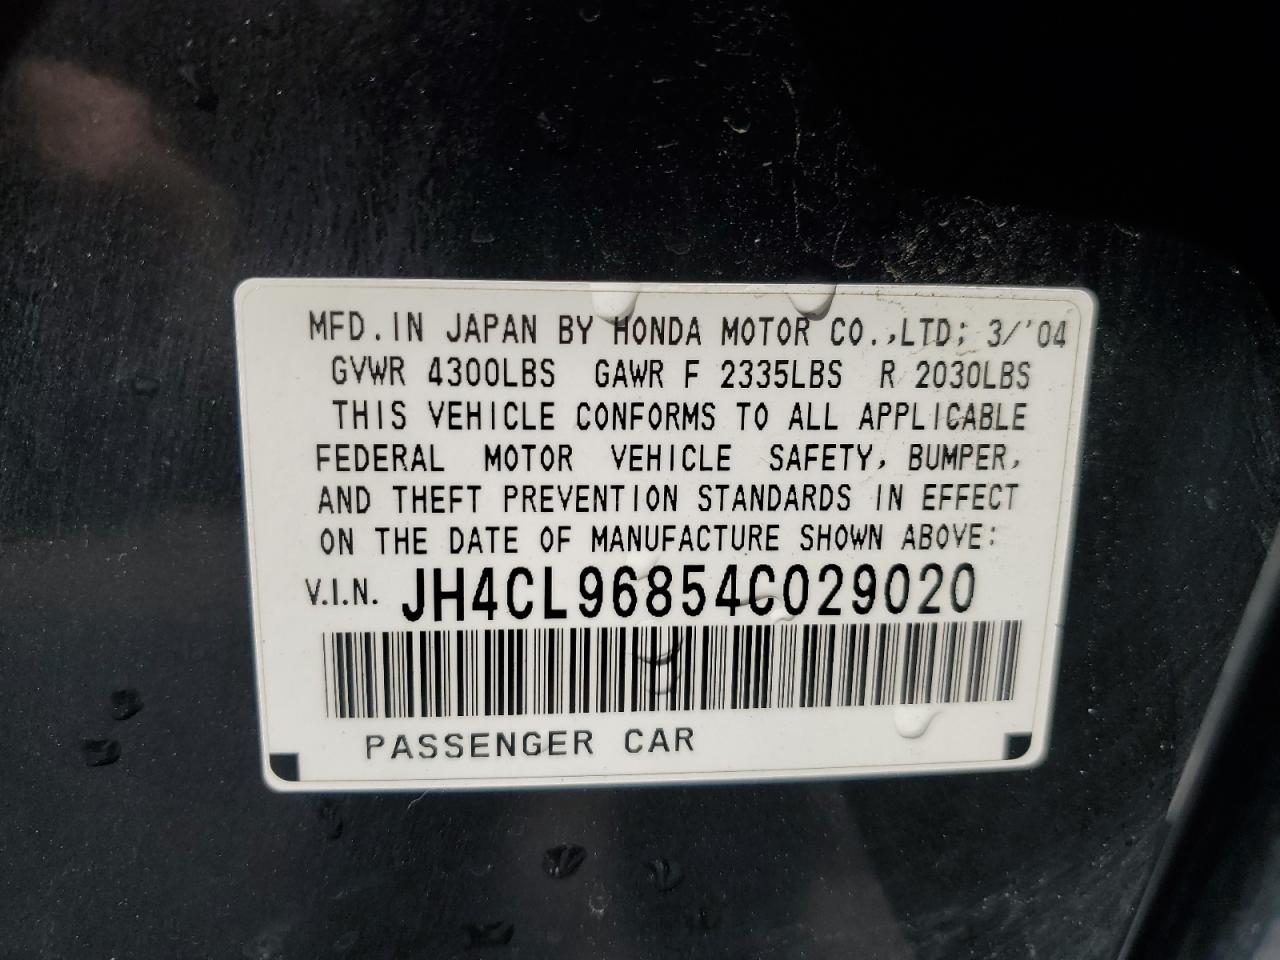 MFD.IN JAPAN BY HONDA MOTOR CO.,LTD; 3/'04
GVWR 4300LBS GAWR F 2335LBS R 2030LBS
THIS VEHICLE CONFORMS TO ALL APPLICABLE
FEDERAL MOTOR VEHICLE SAFETY, BUMPER,
AND THEFT PREVENTION STANDARDS IN EFFECT
ON THE DATE OF MANUFACTURE SHOWN ABOVE:
V.I.N. JH4CL96854C029020
PASSENGER CAR